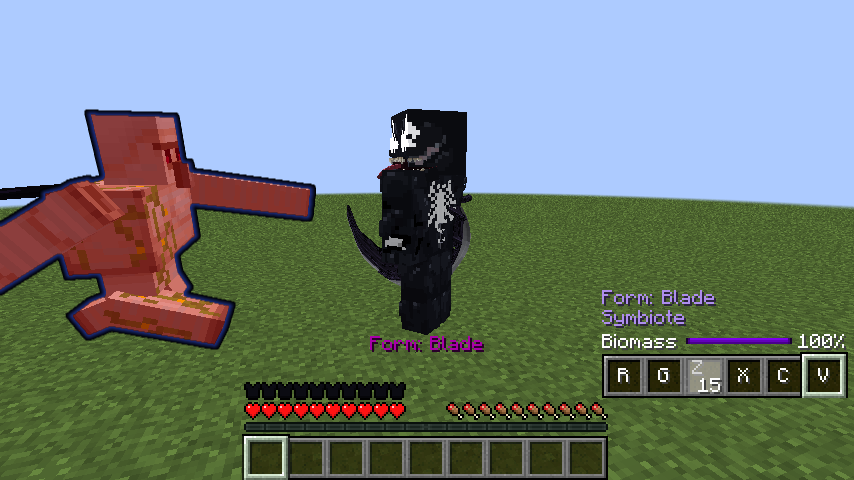 Form: Blade
Symbiote
Biomass 100%
R G Z 15 X C V
Form: Blade